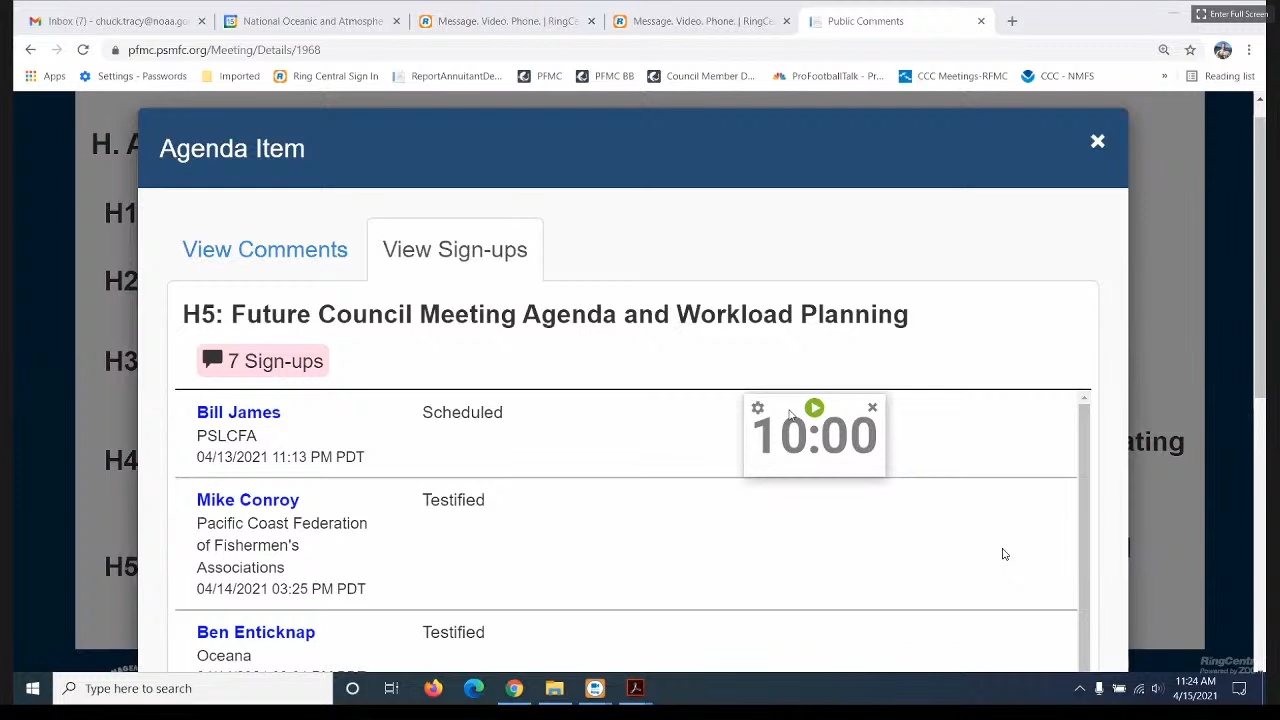 Inbox (7) - chuck.tracy@noaa.go
National Oceanic and Atmosphe
Message. Video. Phone | RingCe
Message. Video. Phone | RingCen
Public Comments
Enter Full Screen
pfmc.psmfc.org/Meeting/Details/1968
Apps
Settings - Passwords
Imported
Ring Central Sign In
ReportAnnuitantDe...
PFMC
PFMC BB
Council Member D...
ProFootballTalk - Pr...
CCC Meetings-RFMC
CCC - NMFS
»
Reading list
H. A
Agenda Item
×
H1
H2
H3
H4
H5
ating
View Comments
View Sign-ups
H5: Future Council Meeting Agenda and Workload Planning
7 Sign-ups
Bill James
Scheduled
PSLCFA
04/13/2021 11:13 PM PDT
10:00
Mike Conroy
Testified
Pacific Coast Federation
of Fishermen's
Associations
04/14/2021 03:25 PM PDT
Ben Enticknap
Testified
Oceana
RingCentr
Powered by ZOO
Type here to search
11:24 AM
4/15/2021